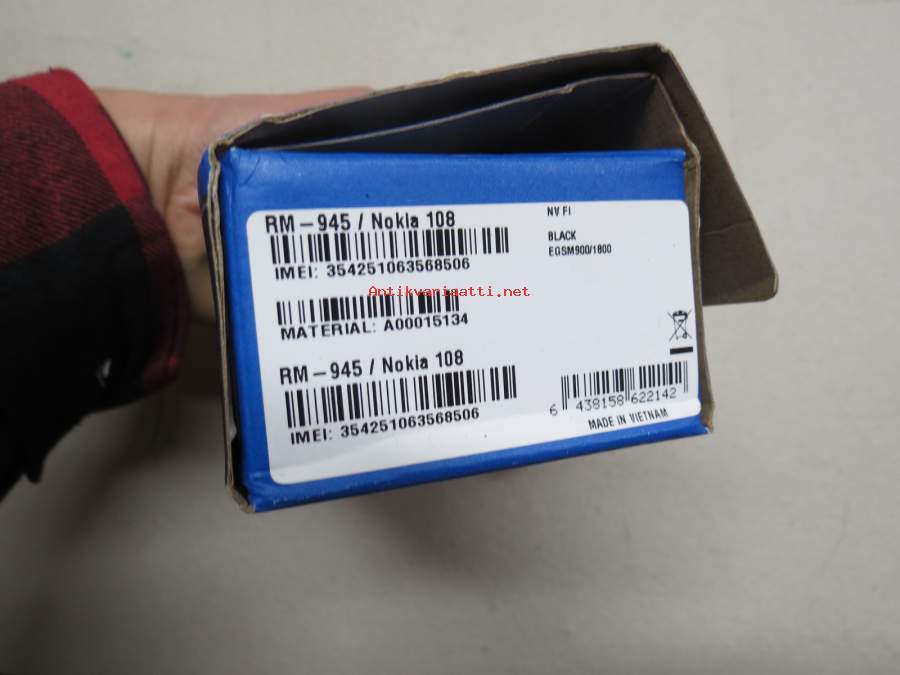 RM-945 / Nokia 108
IMEI: 354251063568506
NV FI
BLACK
EGSM900/1800
Antikvariaatti.net
MATERIAL: A00015134
RM-945 / Nokia 108
IMEI: 354251063568506
6 438158 622142
MADE IN VIETNAM